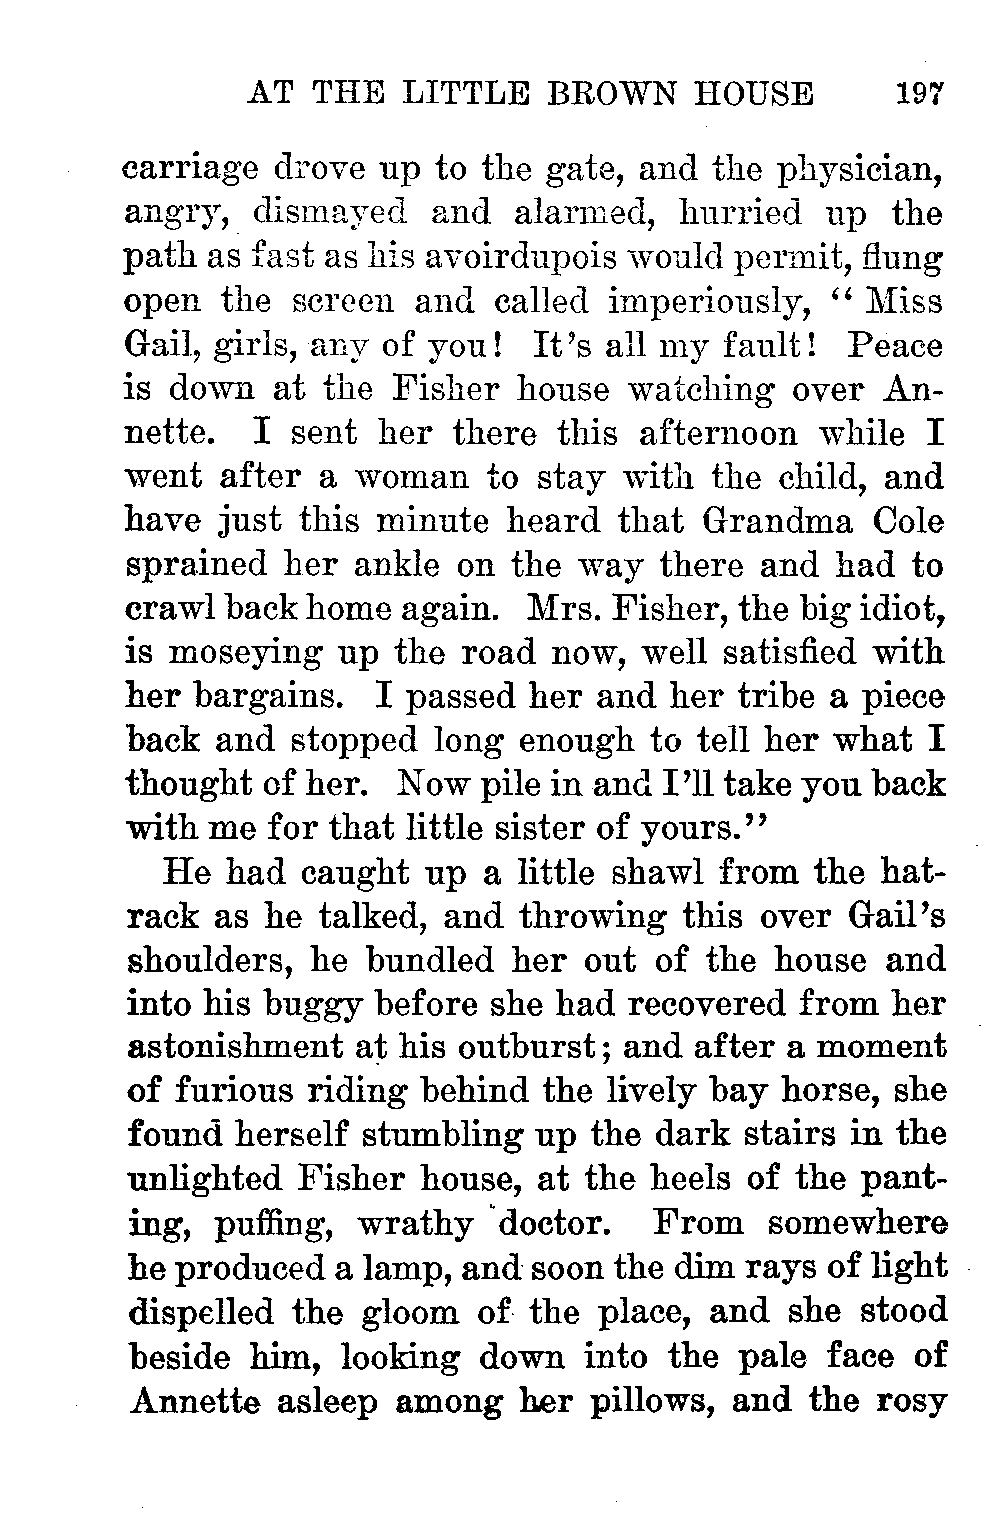 AT THE LITTLE BROWN HOUSE 197
carriage drove up to the gate, and the physician,
angry, dismayed and alarmed, hurried up the
path as fast as his avoirdupois would permit, flung
open the screen and called imperiously, “ Miss
Gail, girls, any of you! It’s all my fault! Peace
is down at the Fisher house watching over An-
nette. I sent her there this afternoon while I
went after a woman to stay with the child, and
have just this minute heard that Grandma Cole
sprained her ankle on the way there and had to
crawl back home again. Mrs. Fisher, the big idiot,
is moseying up the road now, well satisfied with
her bargains. I passed her and her tribe a piece
back and stopped long enough to tell her what I
thought of her. Now pile in and I’ll take you back
with me for that little sister of yours.”
He had caught up a little shawl from the hat-
rack as he talked, and throwing this over Gail’s
shoulders, he bundled her out of the house and
into his buggy before she had recovered from her
astonishment at his outburst; and after a moment
of furious riding behind the lively bay horse, she
found herself stumbling up the dark stairs in the
unlighted Fisher house, at the heels of the pant-
ing, puffing, wrathy doctor. From somewhere
he produced a lamp, and soon the dim rays of light
dispelled the gloom of the place, and she stood
beside him, looking down into the pale face of
Annette asleep among her pillows, and the rosy